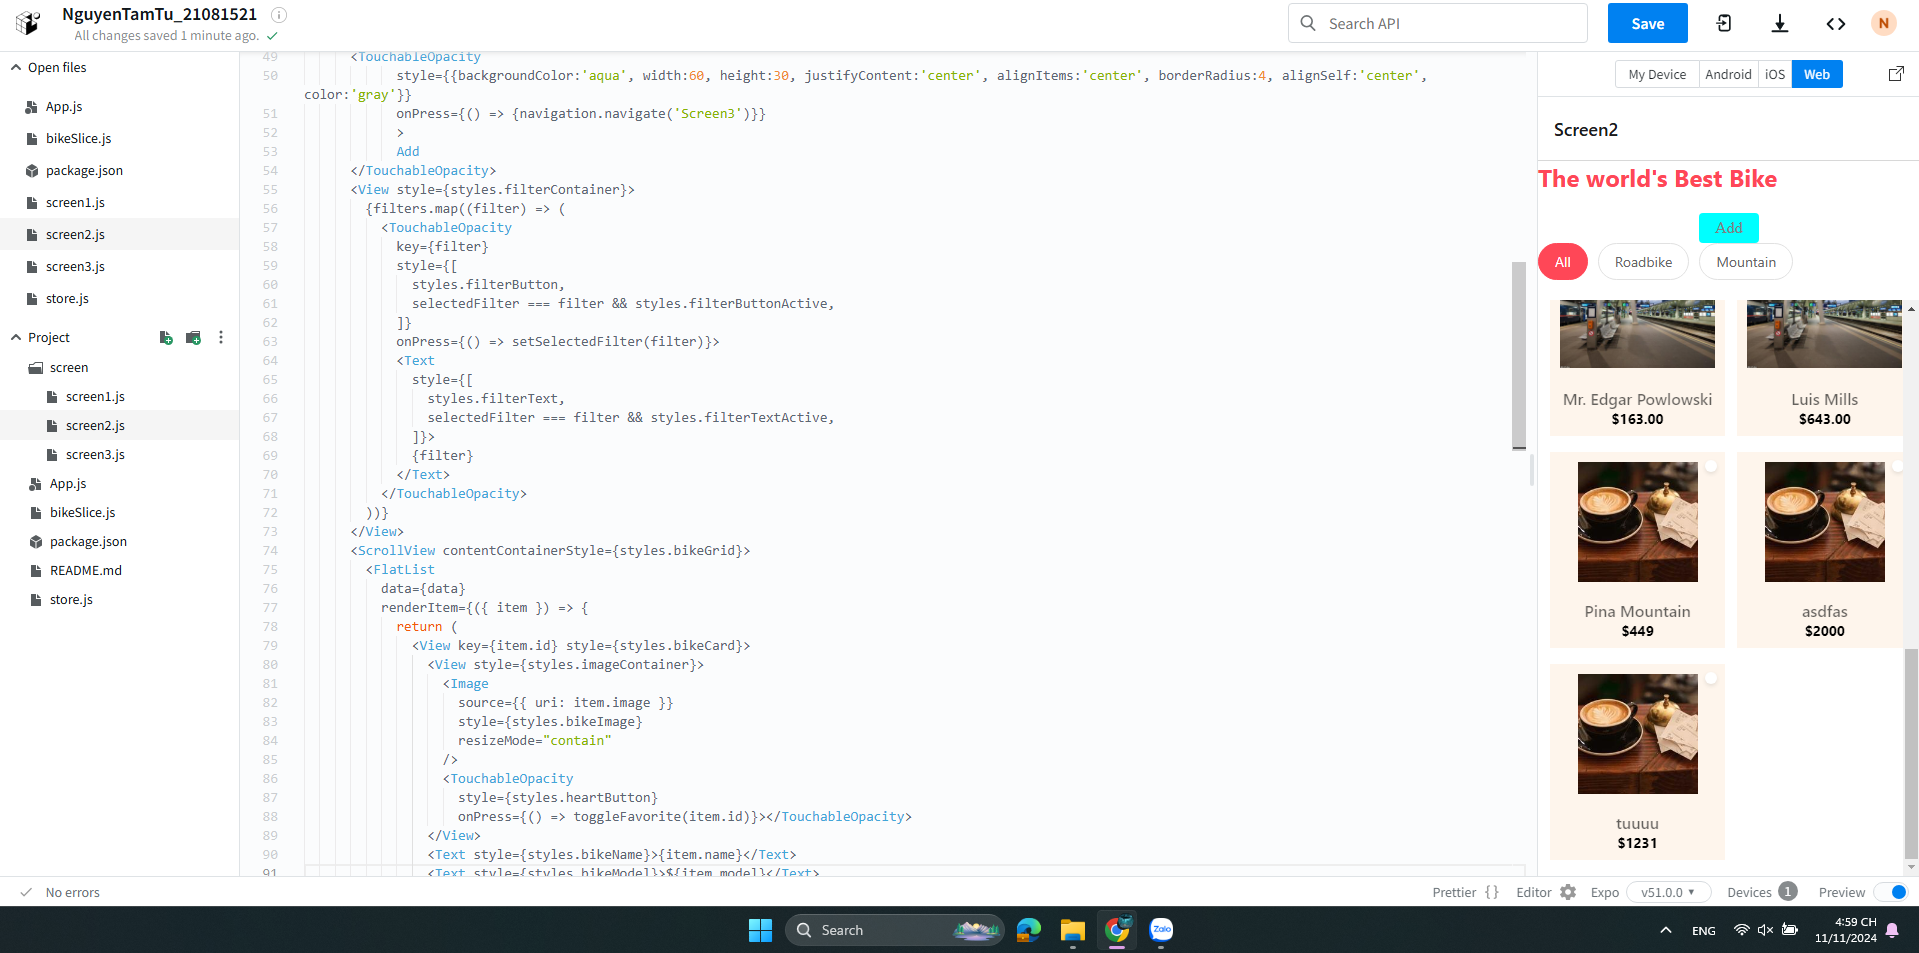 NguyenTamTu_21081521
All changes saved 1 minute ago.
Search API
Save
N
Open files
App.js
bikeSlice.js
package.json
screen1.js
screen2.js
screen3.js
store.js
Project
screen
screen1.js
screen2.js
screen3.js
App.js
bikeSlice.js
package.json
README.md
store.js
49 <TouchableOpacity
50 style={{backgroundColor:'aqua', width:60, height:30, justifyContent:'center', alignItems:'center', borderRadius:4, alignSelf:'center',
color:'gray'}}
51 onPress={() => {navigation.navigate('Screen3')}}
52 >
53 Add
54 </TouchableOpacity>
55 <View style={styles.filterContainer}>
56 {filters.map((filter) => (
57 <TouchableOpacity
58 key={filter}
59 style={[
60 styles.filterButton,
61 selectedFilter === filter && styles.filterButtonActive,
62 ]}
63 onPress={() => setSelectedFilter(filter)}>
64 <Text
65 style={[
66 styles.filterText,
67 selectedFilter === filter && styles.filterTextActive,
68 ]}>
69 {filter}
70 </Text>
71 </TouchableOpacity>
72 ))}
73 </View>
74 <ScrollView contentContainerStyle={styles.bikeGrid}>
75 <FlatList
76 data={data}
77 renderItem={({ item }) => {
78 return (
79 <View key={item.id} style={styles.bikeCard}>
80 <View style={styles.imageContainer}>
81 <Image
82 source={{ uri: item.image }}
83 style={styles.bikeImage}
84 resizeMode="contain"
85 />
86 <TouchableOpacity
87 style={styles.heartButton}
88 onPress={() => toggleFavorite(item.id)}></TouchableOpacity>
89 </View>
90 <Text style={styles.bikeName}>{item.name}</Text>
91 <Text style={styles.bikeModel}>${item.model}</Text>
My Device
Android
iOS
Web
Screen2
The world's Best Bike
Add
All
Roadbike
Mountain
Mr. Edgar Powlowski
$163.00
Luis Mills
$643.00
Pina Mountain
$449
asdfas
$2000
tuuuu
$1231
No errors
Prettier {}
Editor
Expo
v51.0.0
Devices 1
Preview
Search
Zalo
ENG
4:59 CH
11/11/2024